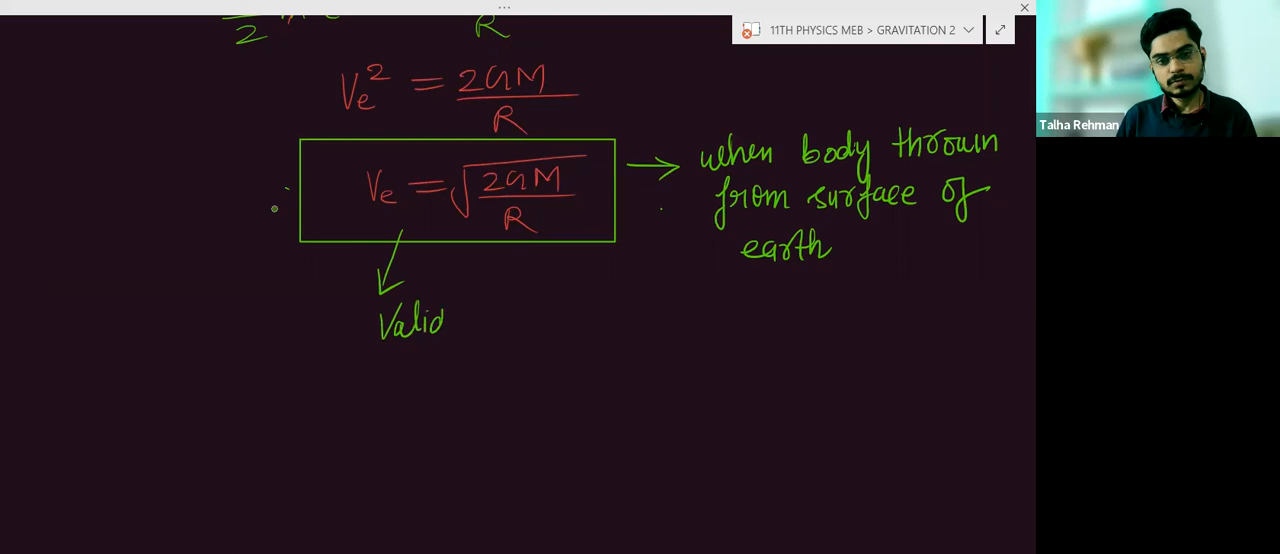 11TH PHYSICS MEB > GRAVITATION 2
2
R
Ve² = 2GM / R
Ve = √(2GM / R)
→ when body thrown
from surface of
earth
Valid
Talha Rehman